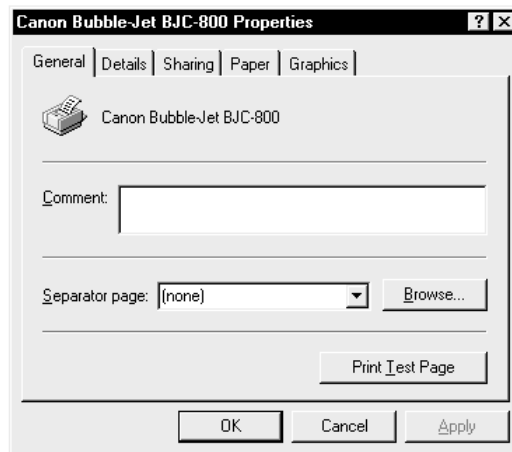 Canon Bubble-Jet BJC-800 Properties ? X
General Details Sharing Paper Graphics
Canon Bubble-Jet BJC-800
Comment:
Separator page: (none) Browse...
Print Test Page
OK Cancel Apply